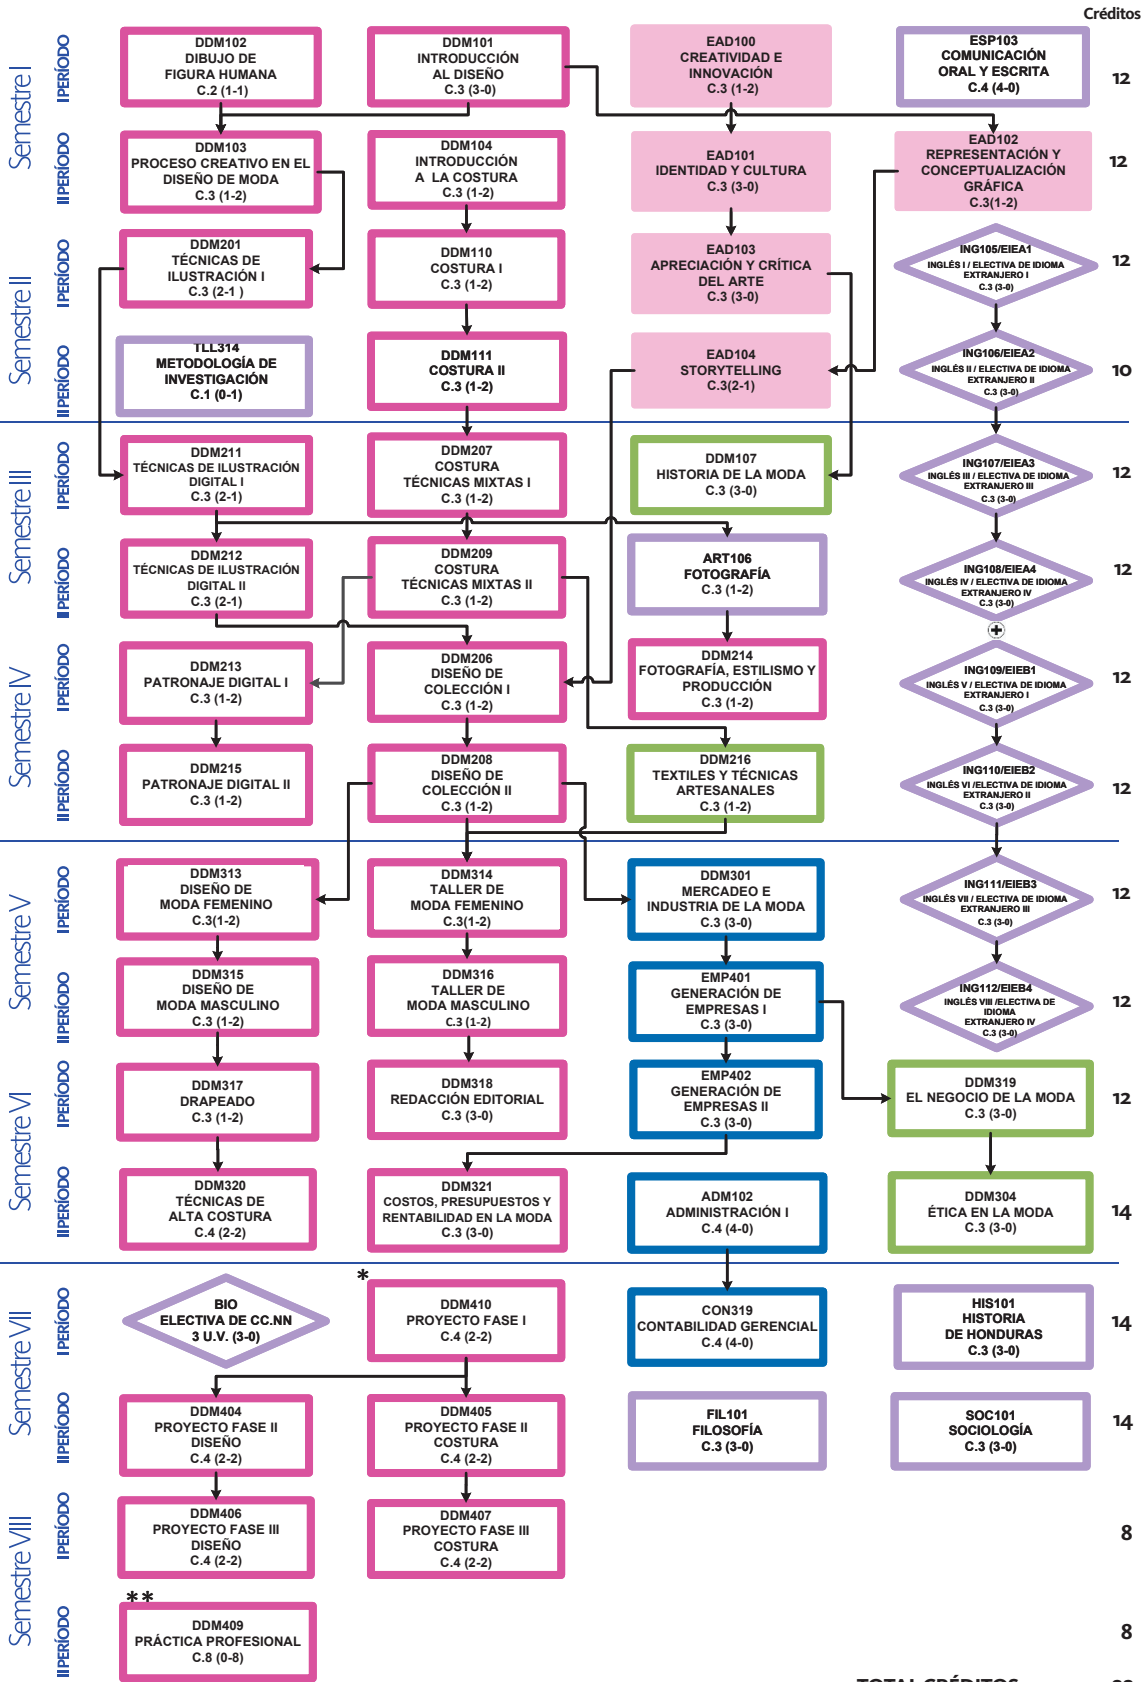 Créditos
Semestre I
I PERÍODO
DDM102
DIBUJO DE
FIGURA HUMANA
C.2 (1-1)
DDM101
INTRODUCCIÓN
AL DISEÑO
C.3 (3-0)
EAD100
CREATIVIDAD E
INNOVACIÓN
C.3 (1-2)
ESP103
COMUNICACIÓN
ORAL Y ESCRITA
C.4 (4-0)
12
II PERÍODO
DDM103
PROCESO CREATIVO EN EL
DISEÑO DE MODA
C.3 (1-2)
DDM104
INTRODUCCIÓN
A LA COSTURA
C.3 (1-2)
EAD101
IDENTIDAD Y CULTURA
C.3 (3-0)
EAD102
REPRESENTACIÓN Y
CONCEPTUALIZACIÓN
GRÁFICA
C.3(1-2)
12
Semestre II
I PERÍODO
DDM201
TÉCNICAS DE
ILUSTRACIÓN I
C.3 (2-1 )
DDM110
COSTURA I
C.3 (1-2)
EAD103
APRECIACIÓN Y CRÍTICA
DEL ARTE
C.3 (3-0)
ING105/EIEA1
INGLÉS I / ELECTIVA DE IDIOMA
EXTRANJERO I
C.3 (3-0)
12
II PERÍODO
TLL314
METODOLOGÍA DE
INVESTIGACIÓN
C.1 (0-1)
DDM111
COSTURA II
C.3 (1-2)
EAD104
STORYTELLING
C.3(2-1)
ING106/EIEA2
INGLÉS II / ELECTIVA DE IDIOMA
EXTRANJERO II
C.3 (3-0)
10
Semestre III
I PERÍODO
DDM211
TÉCNICAS DE ILUSTRACIÓN
DIGITAL I
C.3 (2-1)
DDM207
COSTURA
TÉCNICAS MIXTAS I
C.3 (1-2)
DDM107
HISTORIA DE LA MODA
C.3 (3-0)
ING107/EIEA3
INGLÉS III / ELECTIVA DE IDIOMA
EXTRANJERO III
C.3 (3-0)
12
II PERÍODO
DDM212
TÉCNICAS DE ILUSTRACIÓN
DIGITAL II
C.3 (2-1)
DDM209
COSTURA
TÉCNICAS MIXTAS II
C.3 (1-2)
ART106
FOTOGRAFÍA
C.3 (1-2)
ING108/EIEA4
INGLÉS IV / ELECTIVA DE IDIOMA
EXTRANJERO IV
C.3 (3-0)
12
+
Semestre IV
I PERÍODO
DDM213
PATRONAJE DIGITAL I
C.3 (1-2)
DDM206
DISEÑO DE
COLECCIÓN I
C.3 (1-2)
DDM214
FOTOGRAFÍA, ESTILISMO Y
PRODUCCIÓN
C.3 (1-2)
ING109/EIEB1
INGLÉS V / ELECTIVA DE IDIOMA
EXTRANJERO I
C.3 (3-0)
12
II PERÍODO
DDM215
PATRONAJE DIGITAL II
C.3 (1-2)
DDM208
DISEÑO DE
COLECCIÓN II
C.3 (1-2)
DDM216
TEXTILES Y TÉCNICAS
ARTESANALES
C.3 (1-2)
ING110/EIEB2
INGLÉS VI /ELECTIVA DE IDIOMA
EXTRANJERO II
C.3 (3-0)
12
Semestre V
I PERÍODO
DDM313
DISEÑO DE
MODA FEMENINO
C.3(1-2)
DDM314
TALLER DE
MODA FEMENINO
C.3(1-2)
DDM301
MERCADEO E
INDUSTRIA DE LA MODA
C.3 (3-0)
ING111/EIEB3
INGLÉS VII / ELECTIVA DE IDIOMA
EXTRANJERO III
C.3 (3-0)
12
II PERÍODO
DDM315
DISEÑO DE
MODA MASCULINO
C.3 (1-2)
DDM316
TALLER DE
MODA MASCULINO
C.3 (1-2)
EMP401
GENERACIÓN DE
EMPRESAS I
C.3 (3-0)
ING112/EIEB4
INGLÉS VIII /ELECTIVA DE
IDIOMA
EXTRANJERO IV
C.3 (3-0)
12
Semestre VI
I PERÍODO
DDM317
DRAPEADO
C.3 (1-2)
DDM318
REDACCIÓN EDITORIAL
C.3 (3-0)
EMP402
GENERACIÓN DE
EMPRESAS II
C.3 (3-0)
DDM319
EL NEGOCIO DE LA MODA
C.3 (3-0)
12
II PERÍODO
DDM320
TÉCNICAS DE
ALTA COSTURA
C.4 (2-2)
DDM321
COSTOS, PRESUPUESTOS Y
RENTABILIDAD EN LA MODA
C.3 (3-0)
ADM102
ADMINISTRACIÓN I
C.4 (4-0)
DDM304
ÉTICA EN LA MODA
C.3 (3-0)
14
Semestre VII
I PERÍODO
BIO
ELECTIVA DE CC.NN
3 U.V. (3-0)
*
DDM410
PROYECTO FASE I
C.4 (2-2)
CON319
CONTABILIDAD GERENCIAL
C.4 (4-0)
HIS101
HISTORIA
DE HONDURAS
C.3 (3-0)
14
II PERÍODO
DDM404
PROYECTO FASE II
DISEÑO
C.4 (2-2)
DDM405
PROYECTO FASE II
COSTURA
C.4 (2-2)
FIL101
FILOSOFÍA
C.3 (3-0)
SOC101
SOCIOLOGÍA
C.3 (3-0)
14
Semestre VIII
I PERÍODO
DDM406
PROYECTO FASE III
DISEÑO
C.4 (2-2)
DDM407
PROYECTO FASE III
COSTURA
C.4 (2-2)
8
II PERÍODO
**
DDM409
PRÁCTICA PROFESIONAL
C.8 (0-8)
8
TOTAL CRÉDITOS